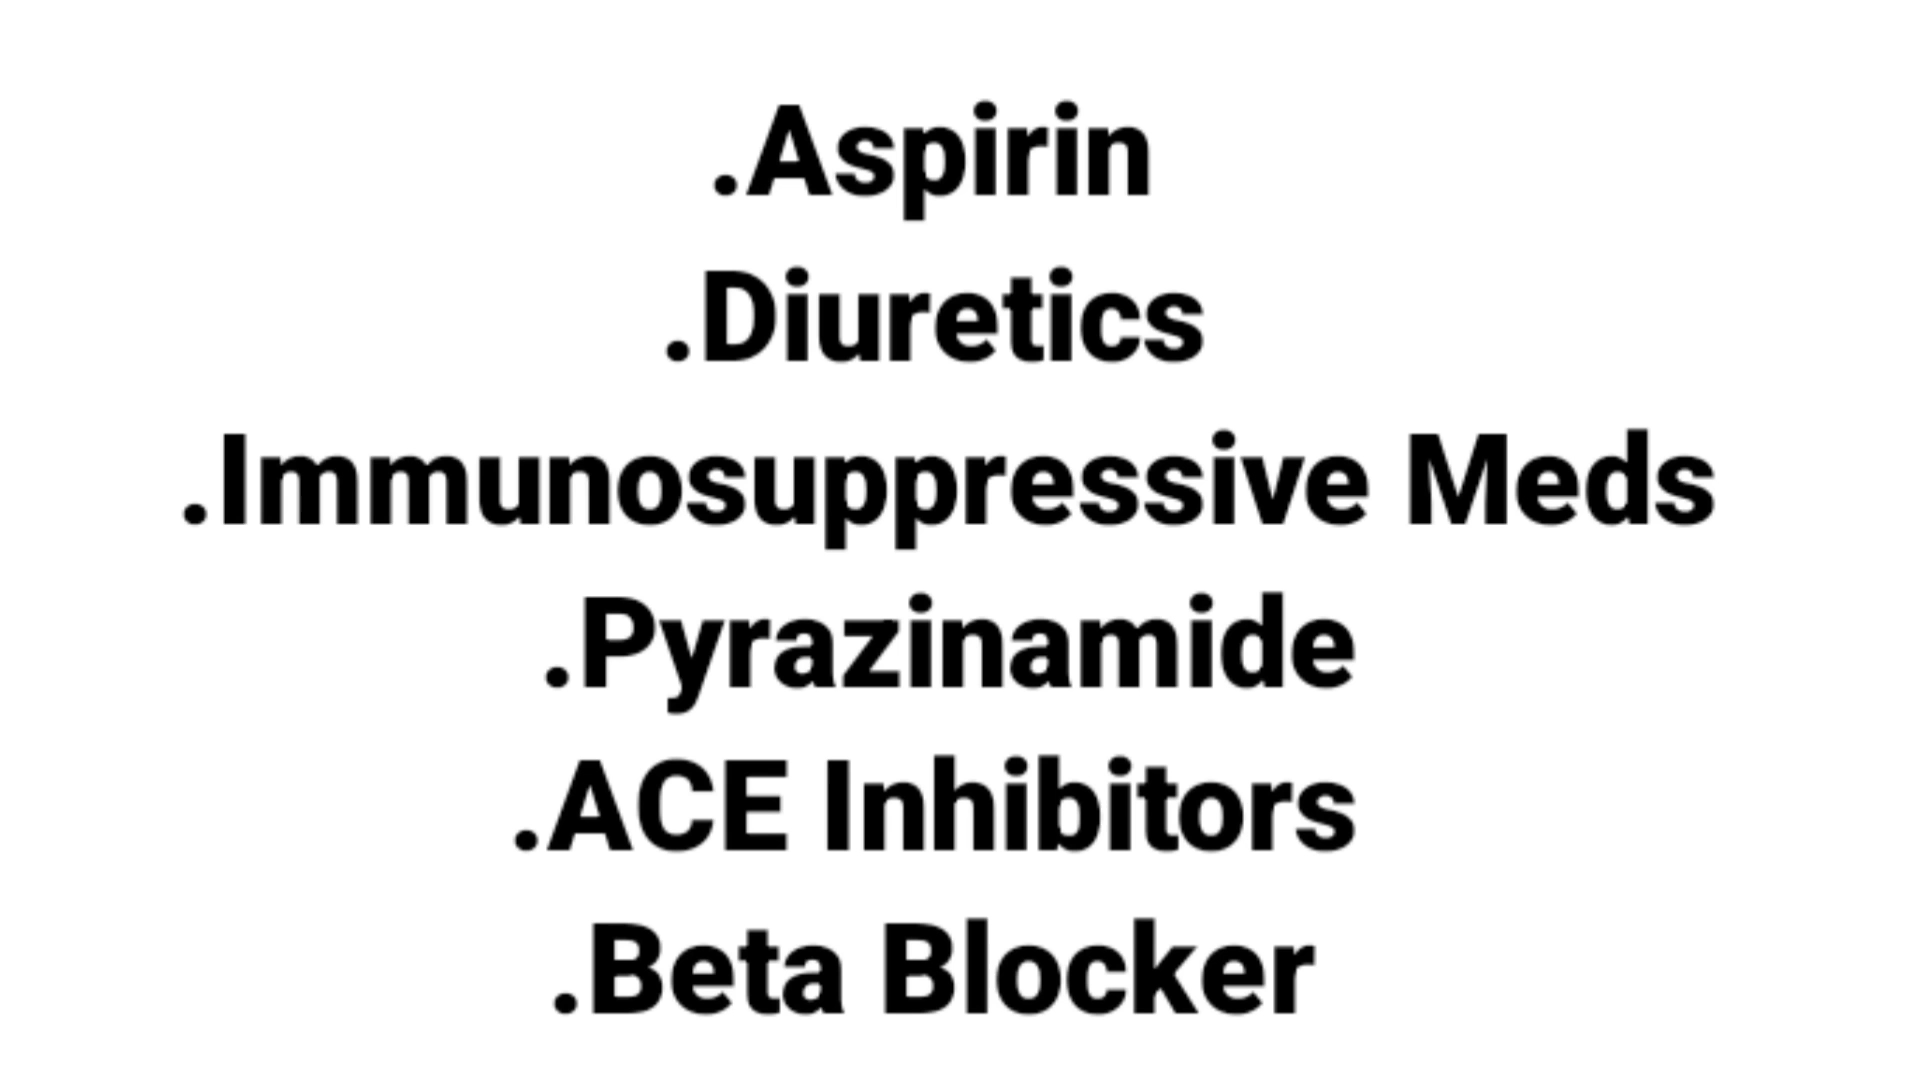 .Aspirin
.Diuretics
.Immunosuppressive Meds
.Pyrazinamide
.ACE Inhibitors
.Beta Blocker